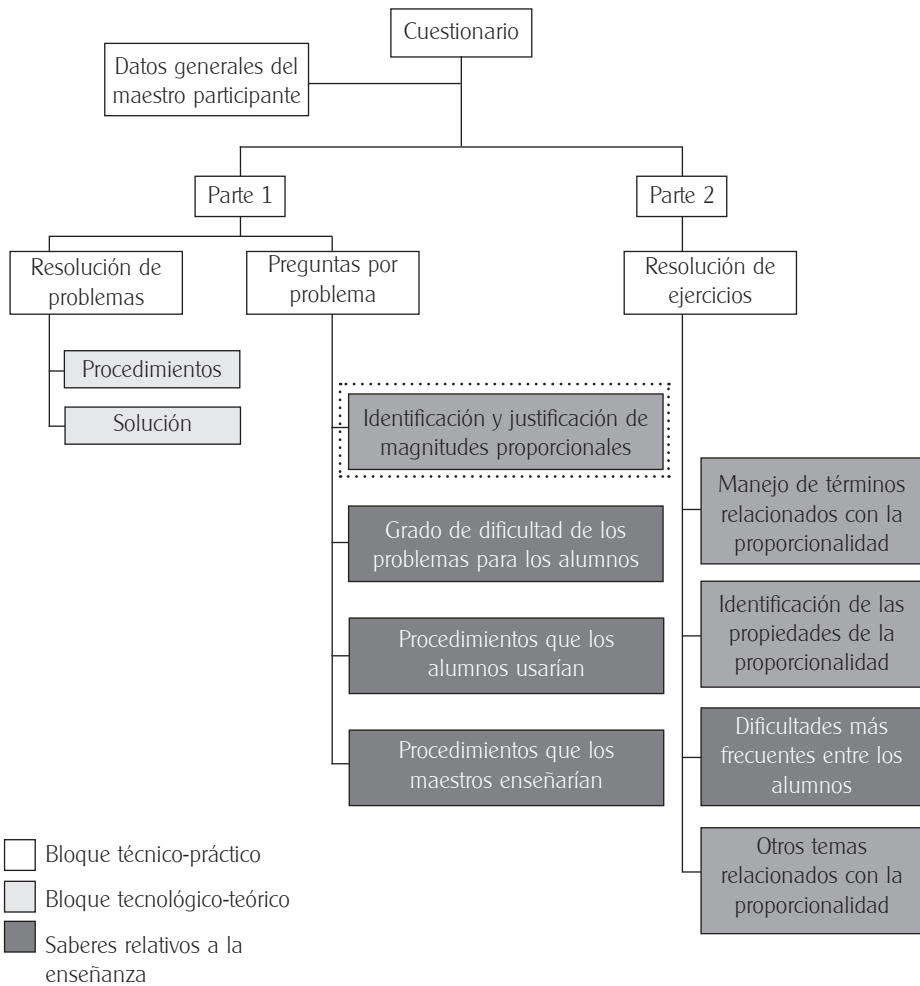 Cuestionario
Datos generales del
maestro participante
Parte 1
Parte 2
Resolución de
problemas
Preguntas por
problema
Resolución de
ejercicios
Procedimientos
Solución
Identificación y justificación de
magnitudes proporcionales
Grado de dificultad de los
problemas para los alumnos
Procedimientos que los
alumnos usarían
Procedimientos que los
maestros enseñarían
Manejo de términos
relacionados con la
proporcionalidad
Identificación de las
propiedades de la
proporcionalidad
Dificultades más
frecuentes entre los
alumnos
Otros temas
relacionados con la
proporcionalidad
Bloque técnico-práctico
Bloque tecnológico-teórico
Saberes relativos a la
enseñanza